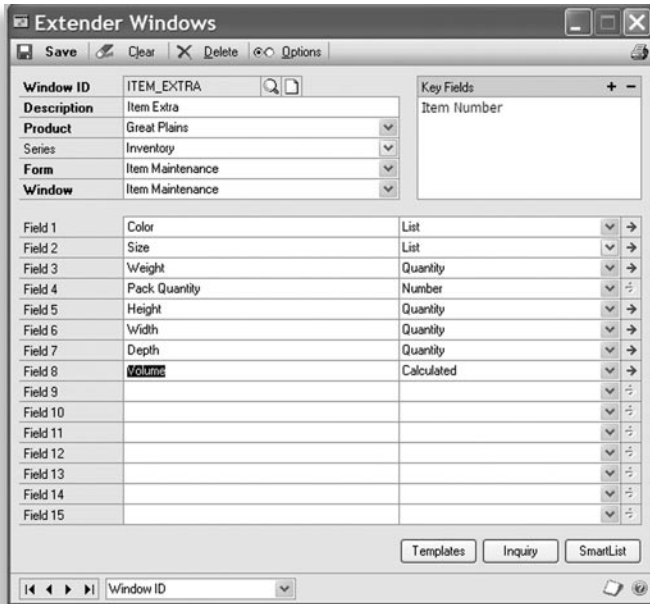 Extender Windows
Save Clear Delete Options
Window ID ITEM_EXTRA
Description Item Extra
Product Great Plains
Series Inventory
Form Item Maintenance
Window Item Maintenance
Key Fields
Item Number
Field 1 Color List
Field 2 Size List
Field 3 Weight Quantity
Field 4 Pack Quantity Number
Field 5 Height Quantity
Field 6 Width Quantity
Field 7 Depth Quantity
Field 8 Volume Calculated
Field 9
Field 10
Field 11
Field 12
Field 13
Field 14
Field 15
Templates Inquiry SmartList
Window ID